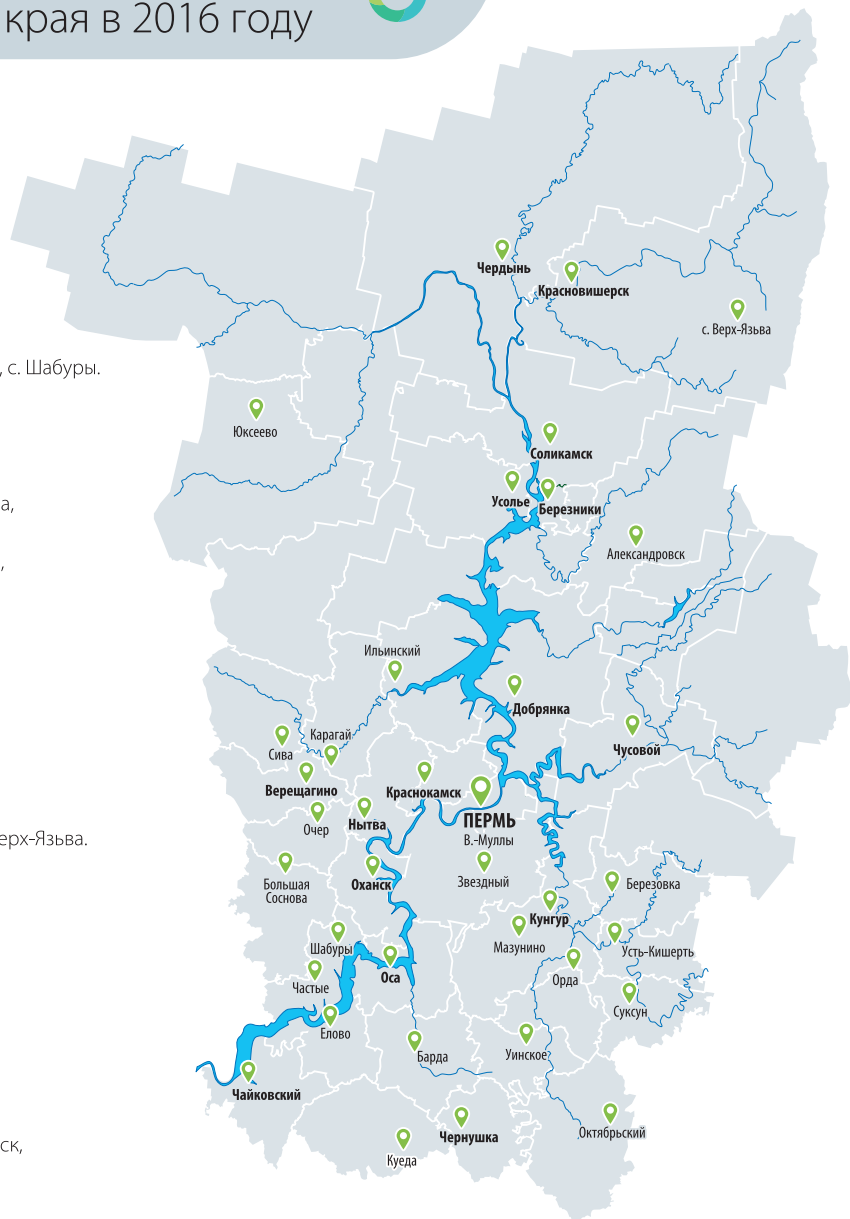 края в 2016 году
Чердынь
Красновишерск
с. Верх-Язьва
, с. Шабуры.
Юксеево
Соликамск
Усолье
Березники
а,
Александровск
,
Ильинский
Добрянка
Чусовой
Карагай
Сива
Верещагино
Краснокамск
ПЕРМЬ
В.-Муллы
Нытва
Очер
ерх-Язьва.
Звездный
Оханск
Большая
Соснова
Березовка
Кунгур
Мазунино
Усть-Кишерть
Шабуры
Оса
Орда
Частые
Суксун
Елово
Барда
Уинское
Чайковский
Чернушка
Октябрьский
ск,
Куеда